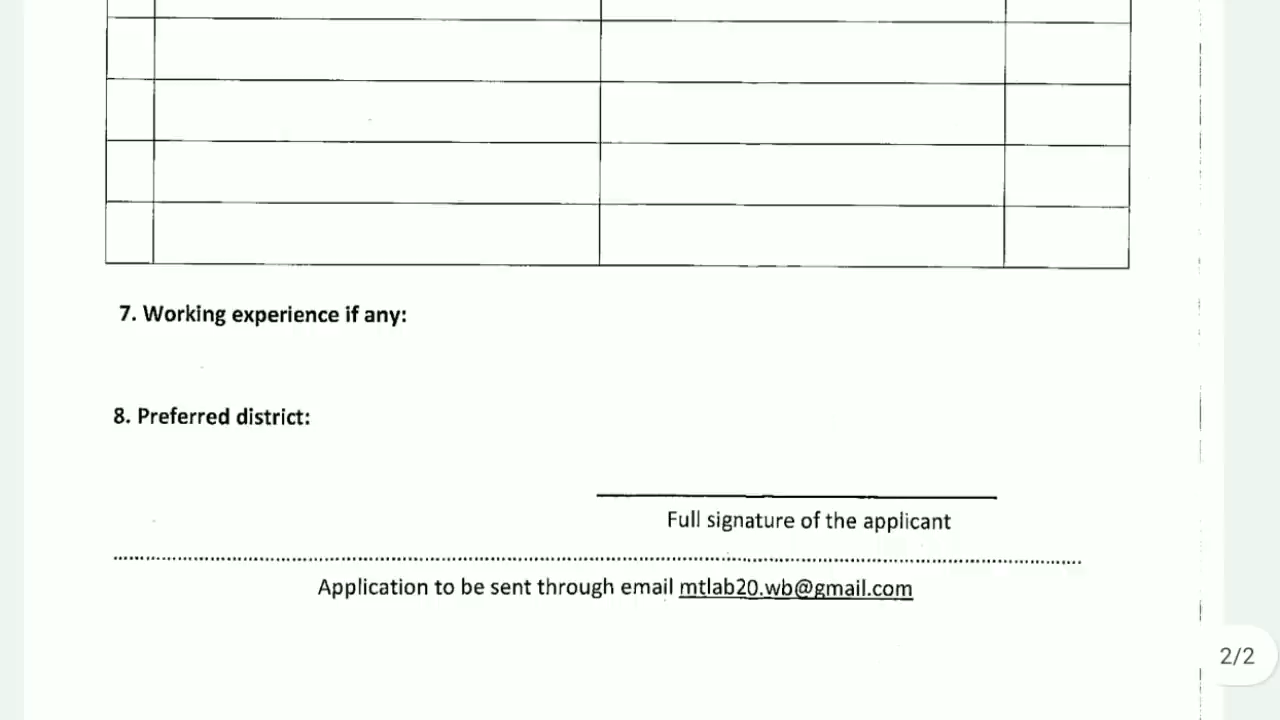 7. Working experience if any:
8. Preferred district:
Full signature of the applicant
Application to be sent through email mtlab20.wb@gmail.com
2/2